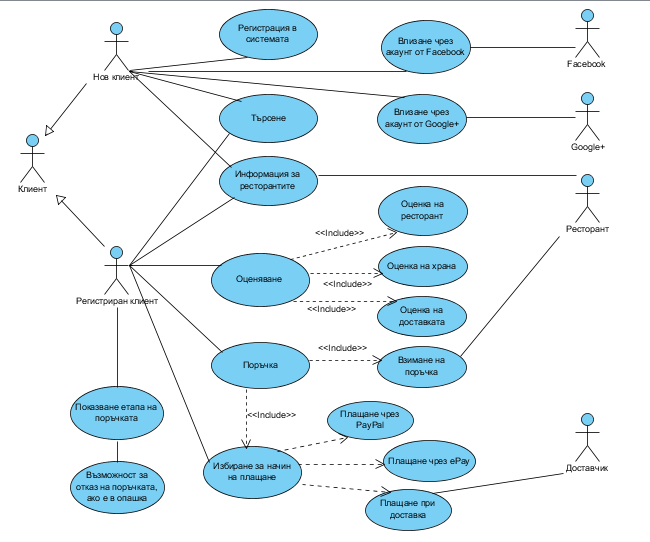 Регистрация в
системата
Влизане чрез
акаунт от Facebook
Facebook
Нов клиент
Търсене
Влизане чрез
акаунт от Google+
Google+
Клиент
Информация за
ресторантите
Оценка на
ресторант
Ресторант
<<Include>>
Оценяване
Оценка на храна
<<Include>>
Регистриран клиент
<<Include>>
Оценка на
доставката
<<Include>>
Поръчка
Взимане на
поръчка
Показване етапа на
поръчката
<<Include>>
Плащане чрез
PayPal
Избиране за начин
на плащане
Плащане чрез ePay
Доставчик
Възможност за
отказ на поръчката,
ако е в опашка
Плащане при
доставка